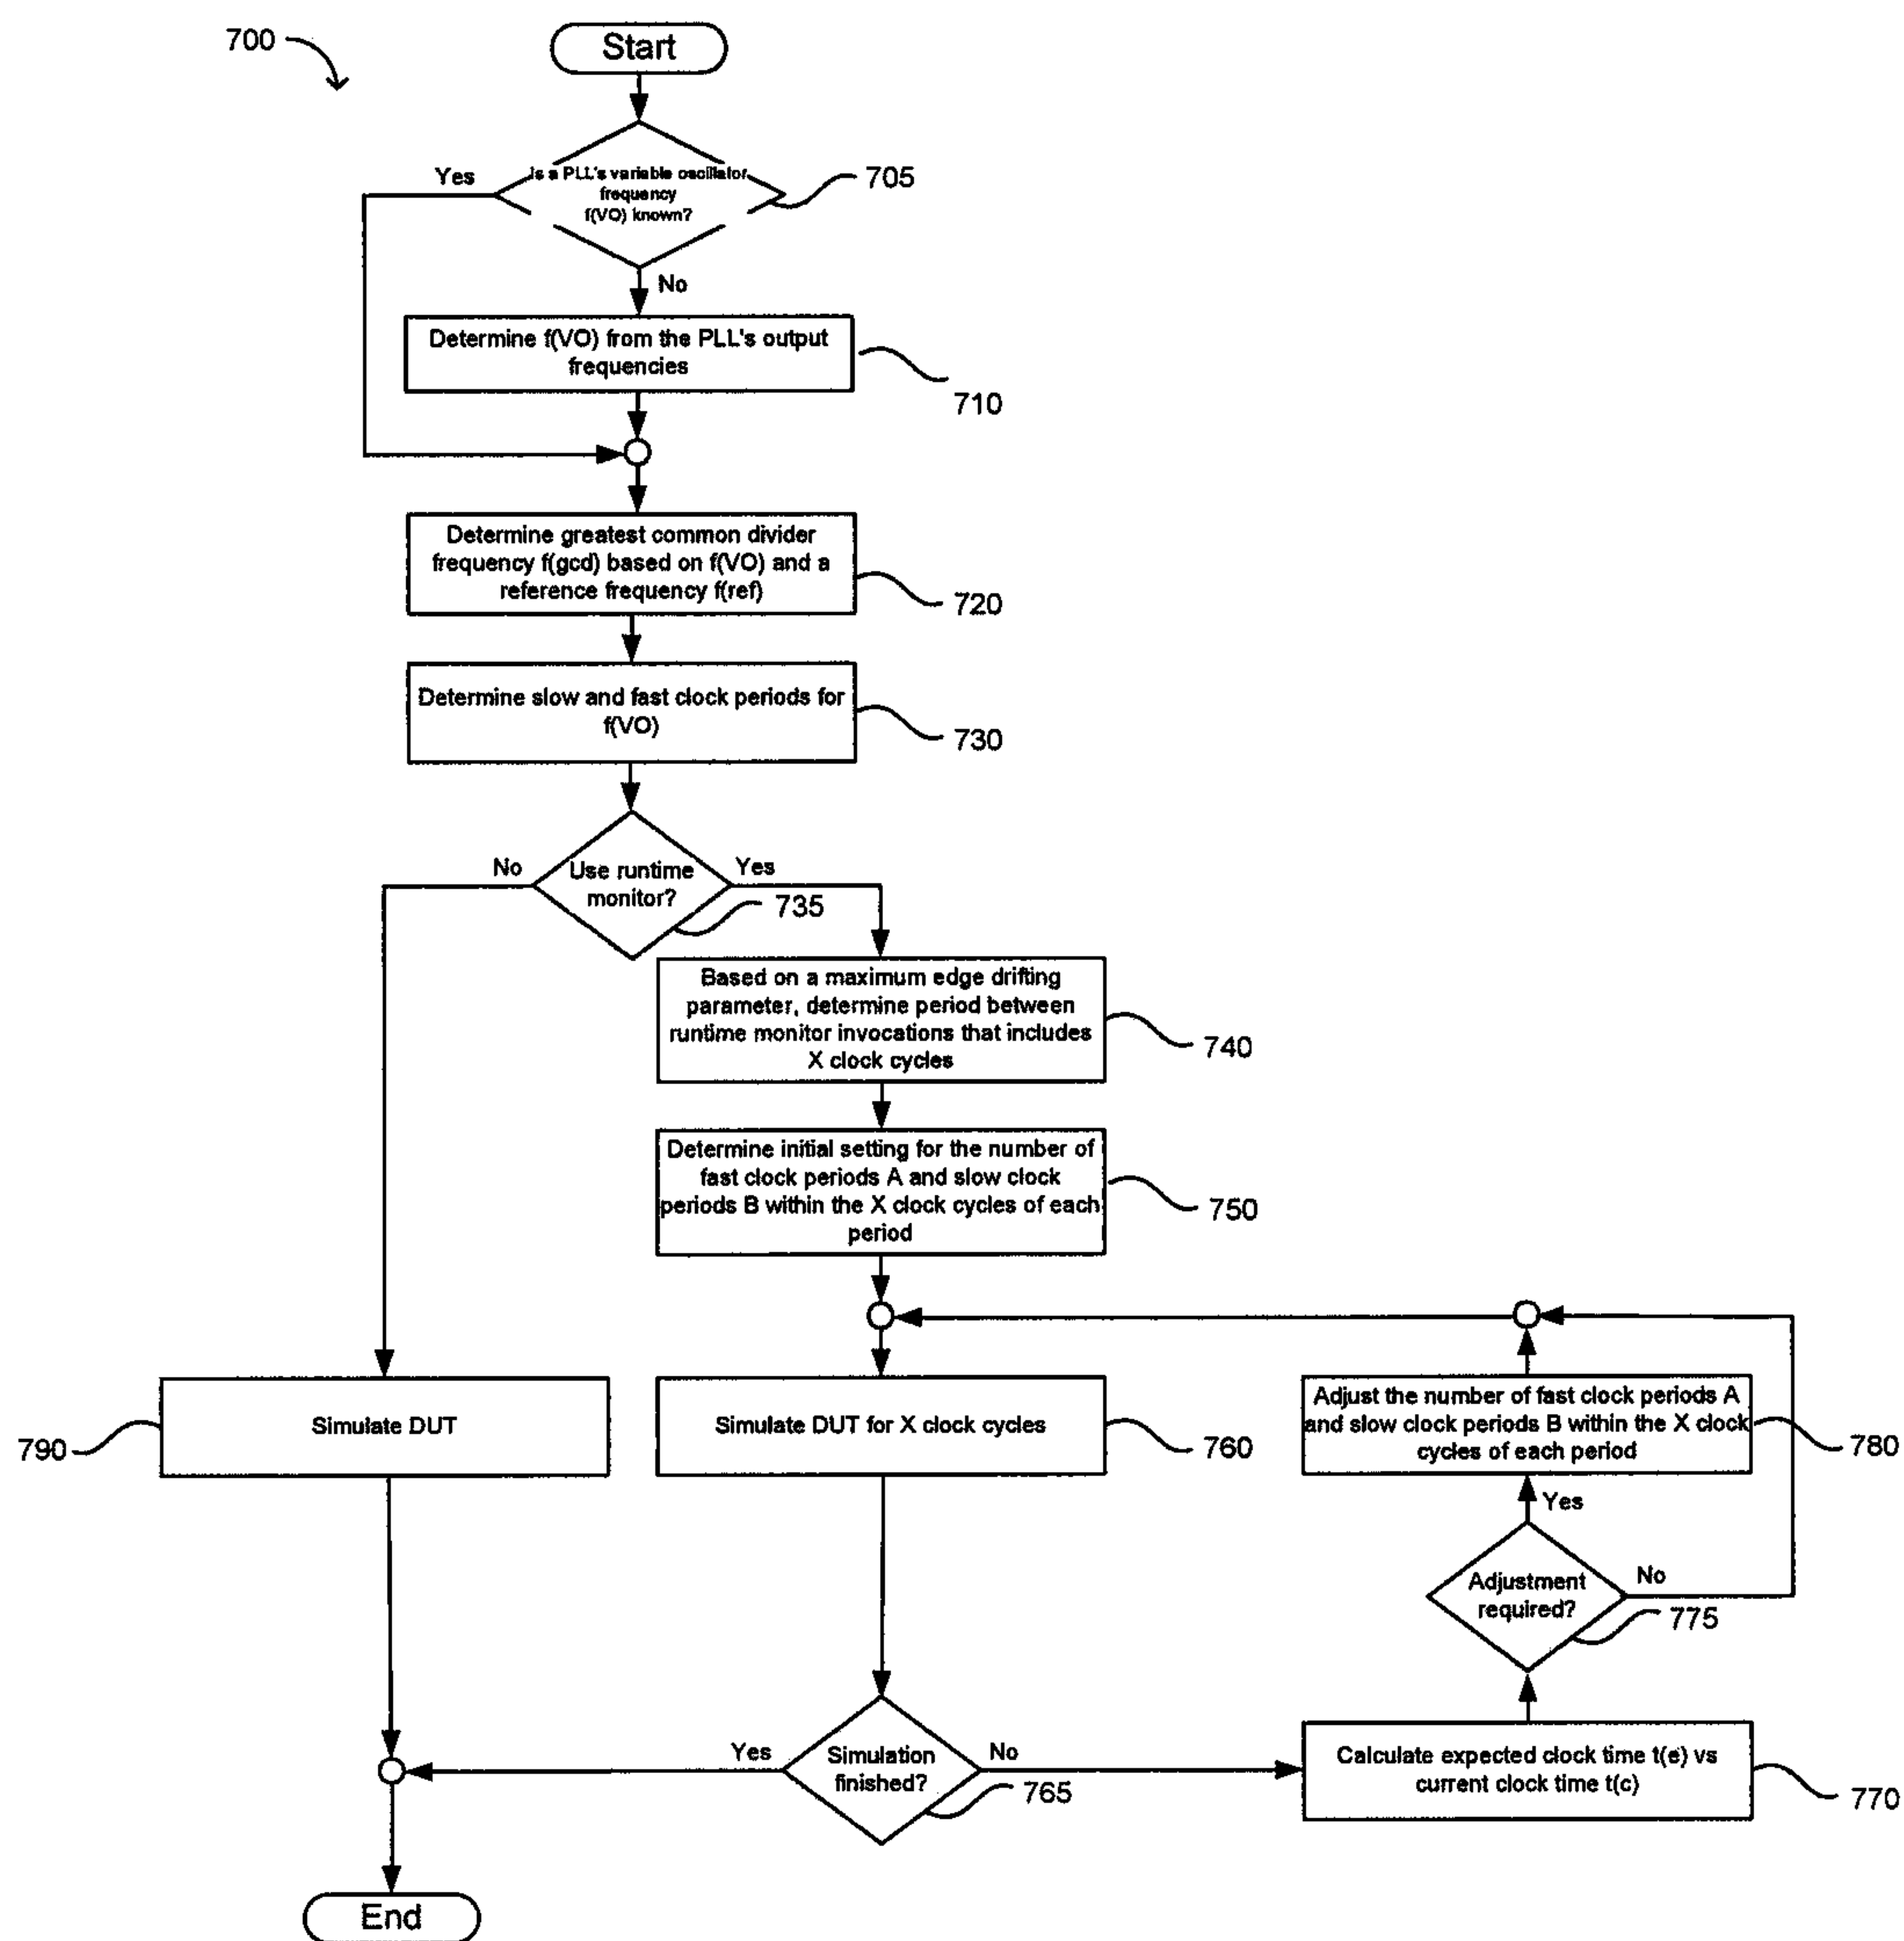 700
Start
Is a PLL's variable oscillator
frequency
f(VO) known?
705
Yes
No
Determine f(VO) from the PLL's output
frequencies
710
Determine greatest common divider
frequency f(gcd) based on f(VO) and a
reference frequency f(ref)
720
Determine slow and fast clock periods for
f(VO)
730
No
Use runtime
monitor?
Yes
735
Based on a maximum edge drifting
parameter, determine period between
runtime monitor invocations that includes
X clock cycles
740
Determine initial setting for the number of
fast clock periods A and slow clock
periods B within the X clock cycles of each
period
750
790
Simulate DUT
Simulate DUT for X clock cycles
760
Adjust the number of fast clock periods A
and slow clock periods B within the X clock
cycles of each period
780
Yes
Adjustment
required?
No
775
Yes
Simulation
finished?
No
765
Calculate expected clock time t(e) vs
current clock time t(c)
770
End